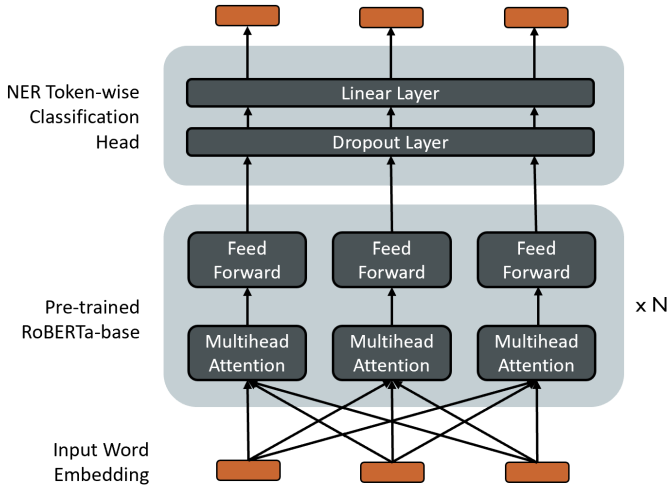 NER Token-wise
Classification
Head
Linear Layer
Dropout Layer
Pre-trained
RoBERTa-base
Feed
Forward
Feed
Forward
Feed
Forward
Multihead
Attention
Multihead
Attention
Multihead
Attention
x N
Input Word
Embedding